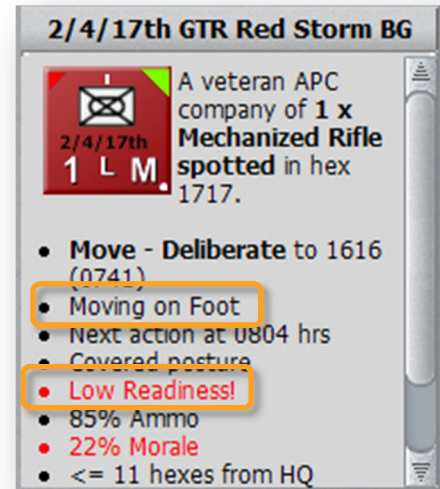 2/4/17th GTR Red Storm BG
2/4/17th
1 L M
A veteran APC
company of 1 x
Mechanized Rifle
spotted in hex
1717.
Move - Deliberate to 1616
(0741)
Moving on Foot
Next action at 0804 hrs
Covered posture
Low Readiness!
85% Ammo
22% Morale
<= 11 hexes from HQ